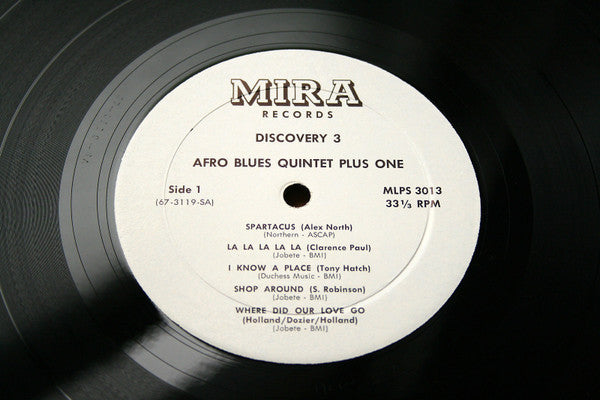 MIRA
RECORDS
DISCOVERY 3
AFRO BLUES QUINTET PLUS ONE
Side 1
(67-3119-SA)
MLPS 3013
33 1/3 RPM
SPARTACUS (Alex North)
(Northern - ASCAP)
LA LA LA LA LA (Clarence Paul)
(Jobete - BMI)
I KNOW A PLACE (Tony Hatch)
(Duchess Music - BMI)
SHOP AROUND (S. Robinson)
(Jobete - BMI)
WHERE DID OUR LOVE GO
(Holland/Dozier/Holland)
(Jobete - BMI)